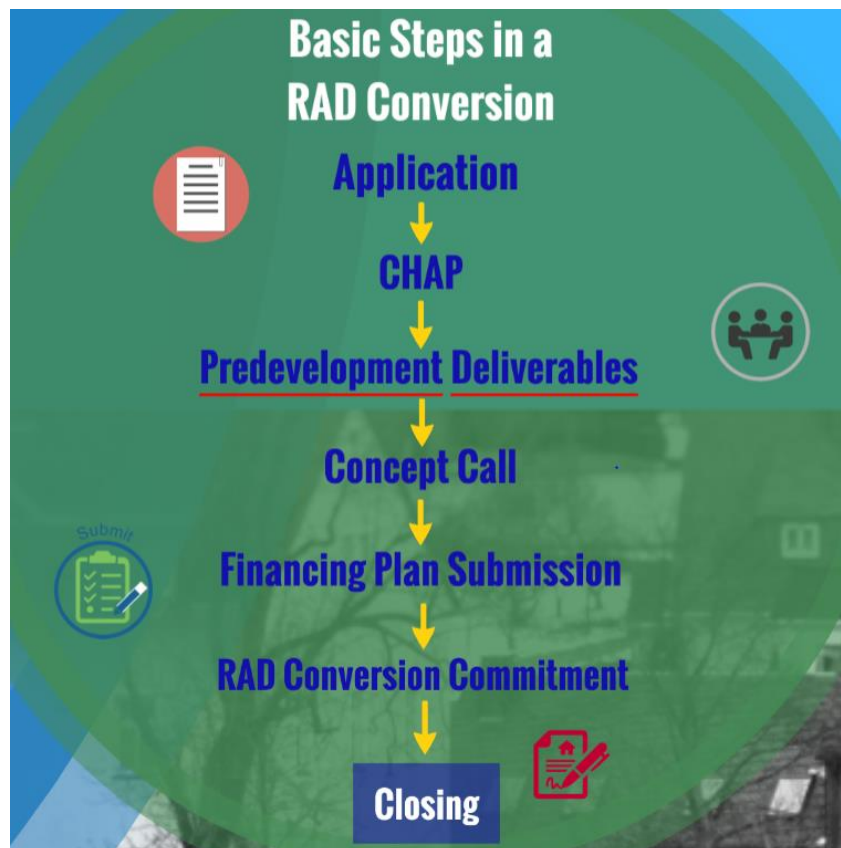 Basic Steps in a
RAD Conversion
Application
CHAP
Predevelopment Deliverables
Concept Call
Submit
Financing Plan Submission
RAD Conversion Commitment
Closing